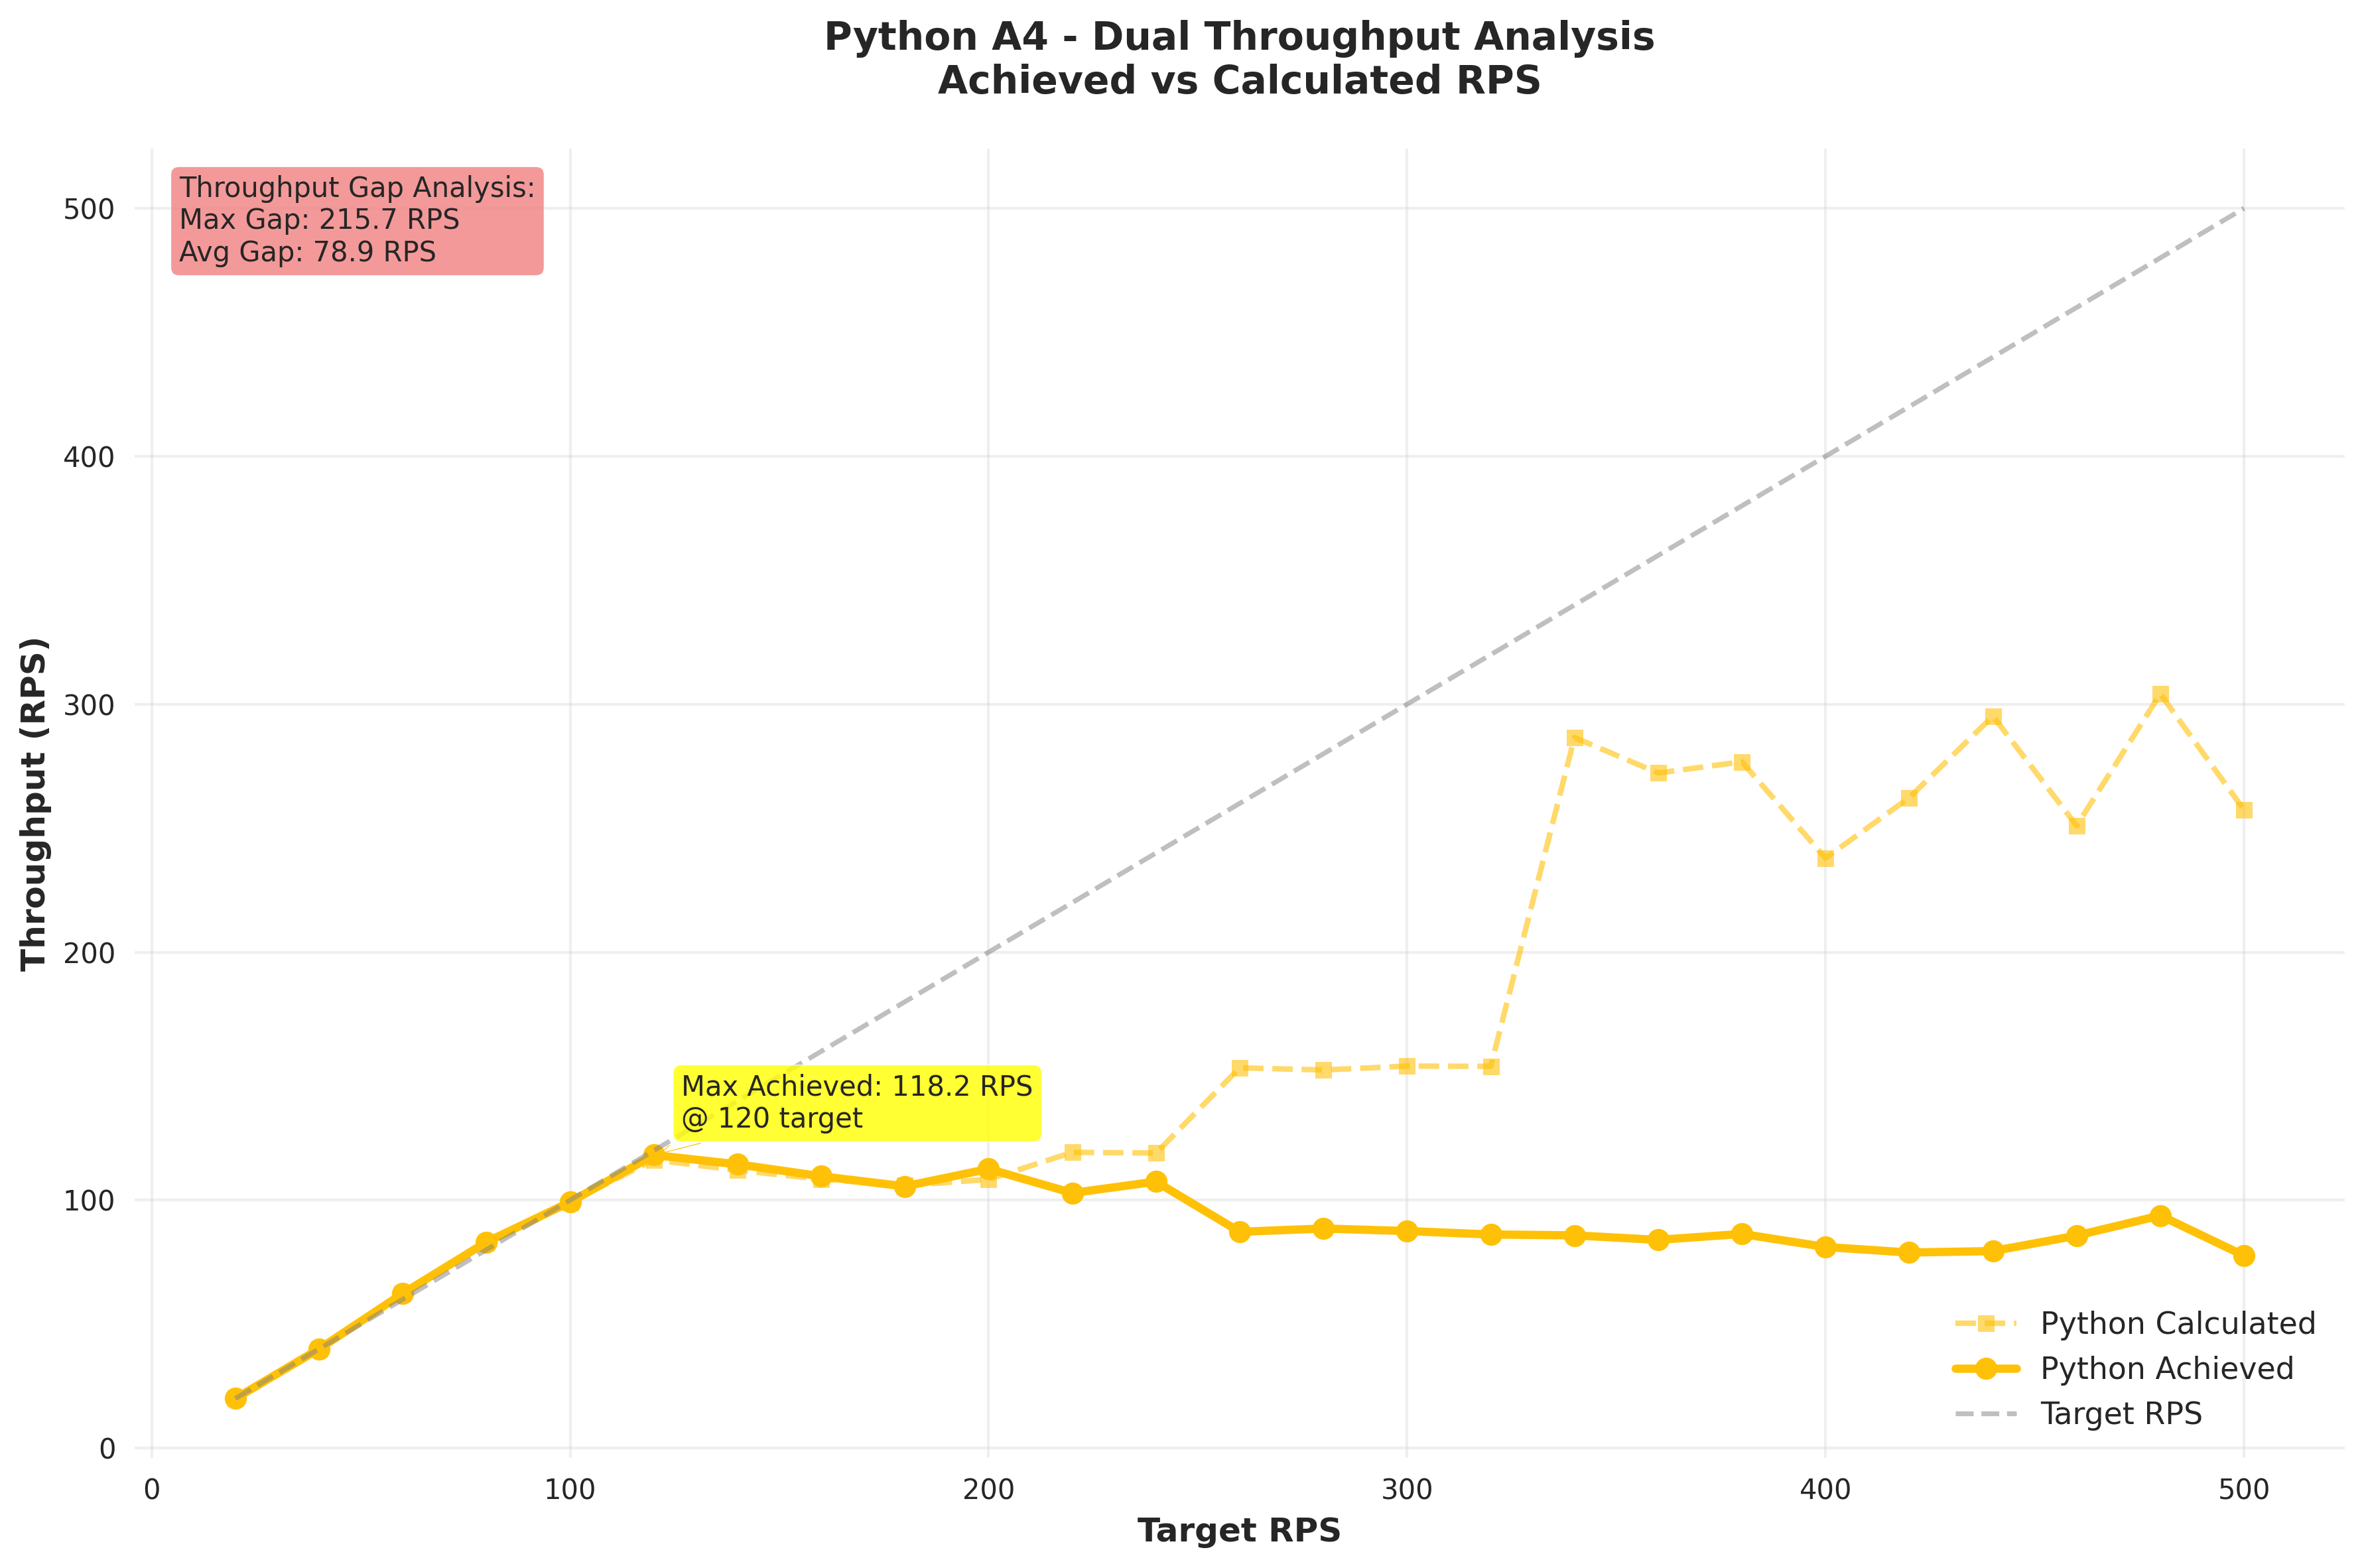 Python A4 - Dual Throughput Analysis
Achieved vs Calculated RPS
Throughput Gap Analysis:
Max Gap: 215.7 RPS
Avg Gap: 78.9 RPS
500
400
300
200
100
0
Throughput (RPS)
Max Achieved: 118.2 RPS
@ 120 target
Python Calculated
Python Achieved
Target RPS
0
100
200
300
400
500
Target RPS